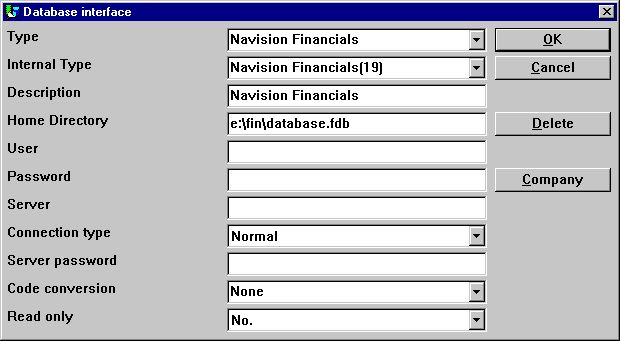 Database interface
Type Navision Financials OK
Internal Type Navision Financials(19) Cancel
Description Navision Financials
Home Directory e:\fin\database.fdb Delete
User
Password Company
Server
Connection type Normal
Server password
Code conversion None
Read only No.